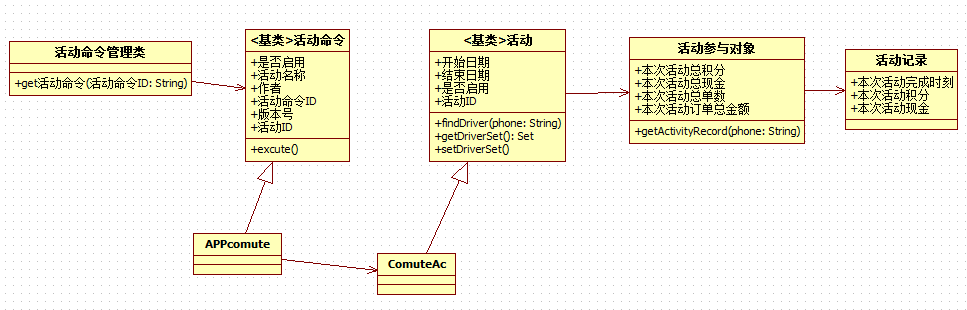 活动命令管理类
+get活动命令(活动命令ID: String)
<基类>活动命令
+是否启用
+活动名称
+作者
+活动命令ID
+版本号
+活动ID
+excute()
<基类>活动
+开始日期
+结束日期
+是否启用
+活动ID
+findDriver(phone: String)
+getDriverSet(): Set
+setDriverSet()
活动参与对象
+本次活动总积分
+本次活动总现金
+本次活动总单数
+本次活动订单总金额
+getActivityRecord(phone: String)
活动记录
+本次活动完成时刻
+本次活动积分
+本次活动现金
APPcomute
ComuteAc